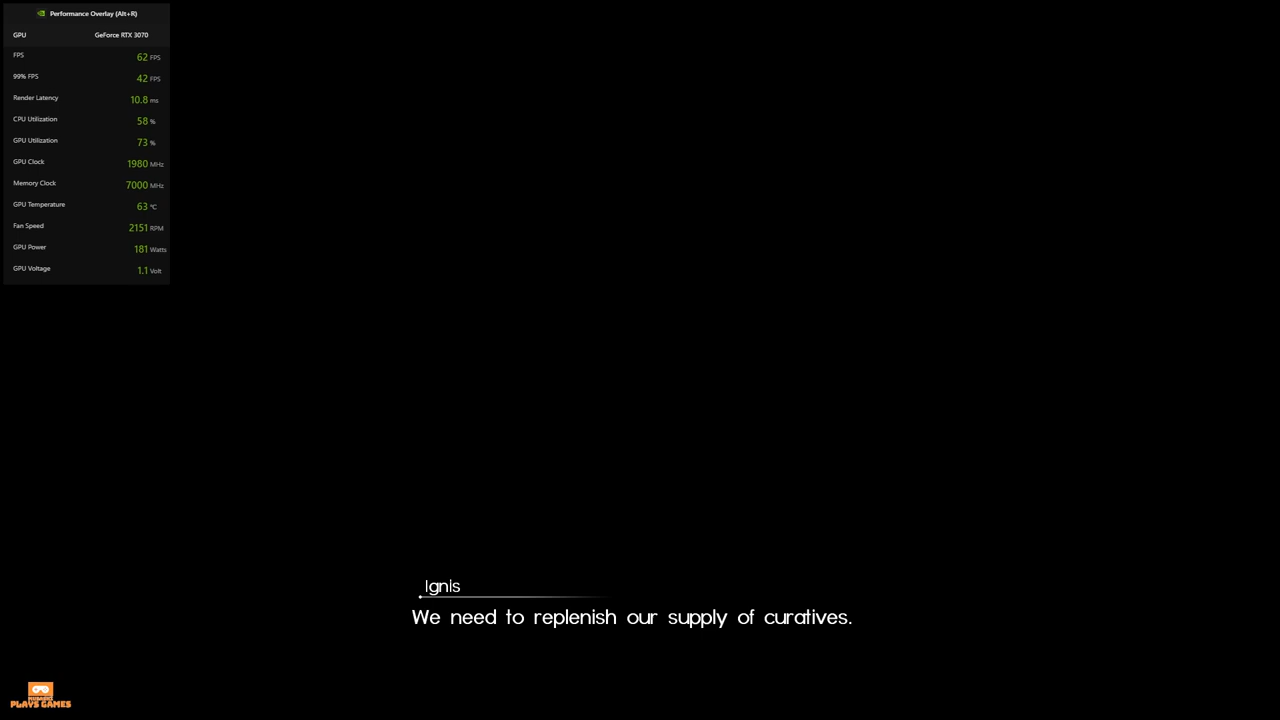 Performance Overlay (Alt+R)
GPU GeForce RTX 3070
FPS 62 FPS
99% FPS 42 FPS
Render Latency 10.8 ms
CPU Utilization 58 %
GPU Utilization 73 %
GPU Clock 1980 MHz
Memory Clock 7000 MHz
GPU Temperature 63 °C
Fan Speed 2151 RPM
GPU Power 181 Watts
GPU Voltage 1.1 Volt
Ignis
We need to replenish our supply of curatives.
PLAYS GAMES